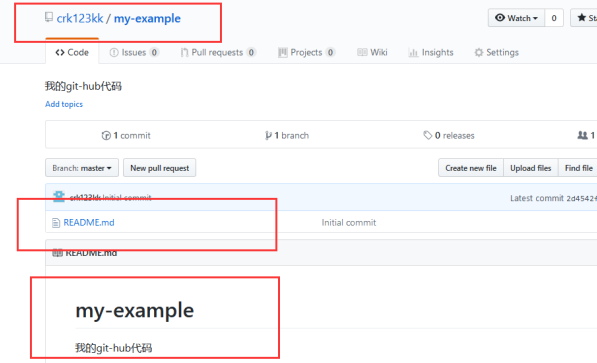 crk123kk / my-example
Watch 0 Sta
Code Issues 0 Pull requests 0 Projects 0 Wiki Insights Settings
我的git-hub代码
Add topics
1 commit 1 branch 0 releases 1
Branch: master New pull request Create new file Upload files Find file
crk123kk Initial commit Latest commit 2d4542
README.md Initial commit
README.md
my-example
我的git-hub代码